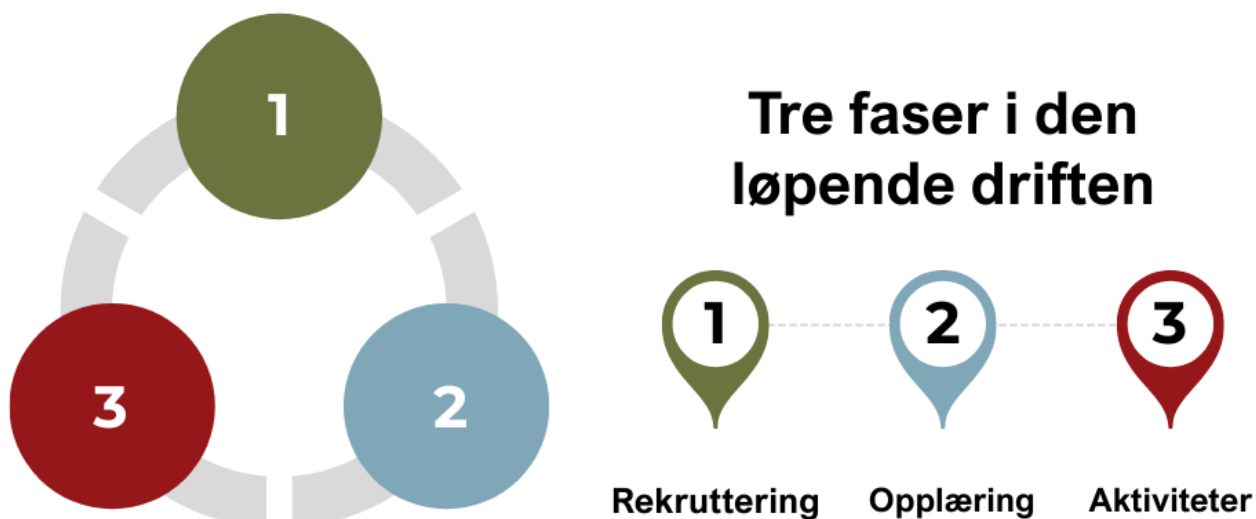 1
3
2
Tre faser i den
løpende driften
1 2 3
Rekruttering Opplæring Aktiviteter